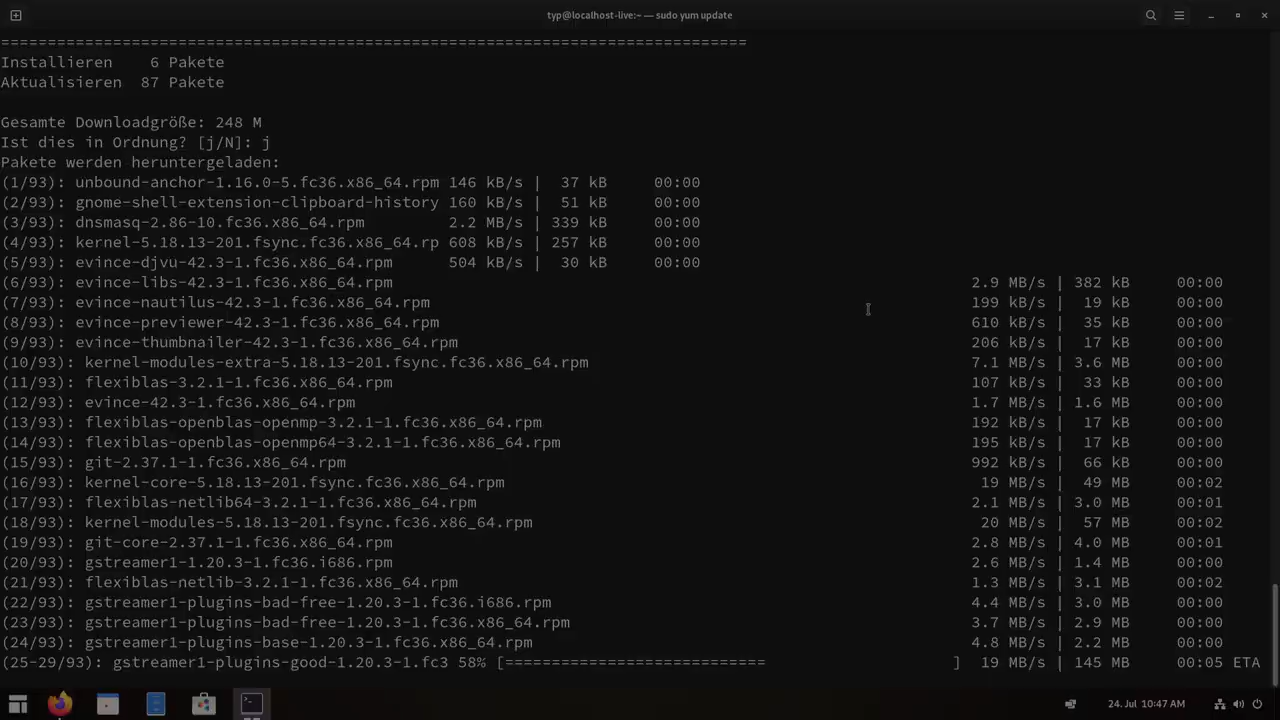 typ@localhost-live:~ — sudo yum update
================================================================================
Installieren    6 Pakete
Aktualisieren  87 Pakete
Gesamte Downloadgröße: 248 M
Ist dies in Ordnung? [j/N]: j
Pakete werden heruntergeladen:
(1/93): unbound-anchor-1.16.0-5.fc36.x86_64.rpm 146 kB/s |  37 kB     00:00
(2/93): gnome-shell-extension-clipboard-history 160 kB/s |  51 kB     00:00
(3/93): dnsmasq-2.86-10.fc36.x86_64.rpm         2.2 MB/s | 339 kB     00:00
(4/93): kernel-5.18.13-201.fsync.fc36.x86_64.rp 608 kB/s | 257 kB     00:00
(5/93): evince-djvu-42.3-1.fc36.x86_64.rpm      504 kB/s |  30 kB     00:00
(6/93): evince-libs-42.3-1.fc36.x86_64.rpm 2.9 MB/s | 382 kB     00:00
(7/93): evince-nautilus-42.3-1.fc36.x86_64.rpm 199 kB/s |  19 kB     00:00
(8/93): evince-previewer-42.3-1.fc36.x86_64.rpm 610 kB/s |  35 kB     00:00
(9/93): evince-thumbnailer-42.3-1.fc36.x86_64.rpm 206 kB/s |  17 kB     00:00
(10/93): kernel-modules-extra-5.18.13-201.fsync.fc36.x86_64.rpm 7.1 MB/s | 3.6 MB     00:00
(11/93): flexiblas-3.2.1-1.fc36.x86_64.rpm 107 kB/s |  33 kB     00:00
(12/93): evince-42.3-1.fc36.x86_64.rpm 1.7 MB/s | 1.6 MB     00:00
(13/93): flexiblas-openblas-openmp-3.2.1-1.fc36.x86_64.rpm 192 kB/s |  17 kB     00:00
(14/93): flexiblas-openblas-openmp64-3.2.1-1.fc36.x86_64.rpm 195 kB/s |  17 kB     00:00
(15/93): git-2.37.1-1.fc36.x86_64.rpm 992 kB/s |  66 kB     00:00
(16/93): kernel-core-5.18.13-201.fsync.fc36.x86_64.rpm 19 MB/s |  49 MB     00:02
(17/93): flexiblas-netlib64-3.2.1-1.fc36.x86_64.rpm 2.1 MB/s | 3.0 MB     00:01
(18/93): kernel-modules-5.18.13-201.fsync.fc36.x86_64.rpm 20 MB/s |  57 MB     00:02
(19/93): git-core-2.37.1-1.fc36.x86_64.rpm 2.8 MB/s | 4.0 MB     00:01
(20/93): gstreamer1-1.20.3-1.fc36.i686.rpm 2.6 MB/s | 1.4 MB     00:00
(21/93): flexiblas-netlib-3.2.1-1.fc36.x86_64.rpm 1.3 MB/s | 3.1 MB     00:02
(22/93): gstreamer1-plugins-bad-free-1.20.3-1.fc36.i686.rpm 4.4 MB/s | 3.0 MB     00:00
(23/93): gstreamer1-plugins-bad-free-1.20.3-1.fc36.x86_64.rpm 3.7 MB/s | 2.9 MB     00:00
(24/93): gstreamer1-plugins-base-1.20.3-1.fc36.x86_64.rpm 4.8 MB/s | 2.2 MB     00:00
(25-29/93): gstreamer1-plugins-good-1.20.3-1.fc3 58% [============================                    ] 19 MB/s | 145 MB     00:05 ETA
24. Jul 10:47 AM